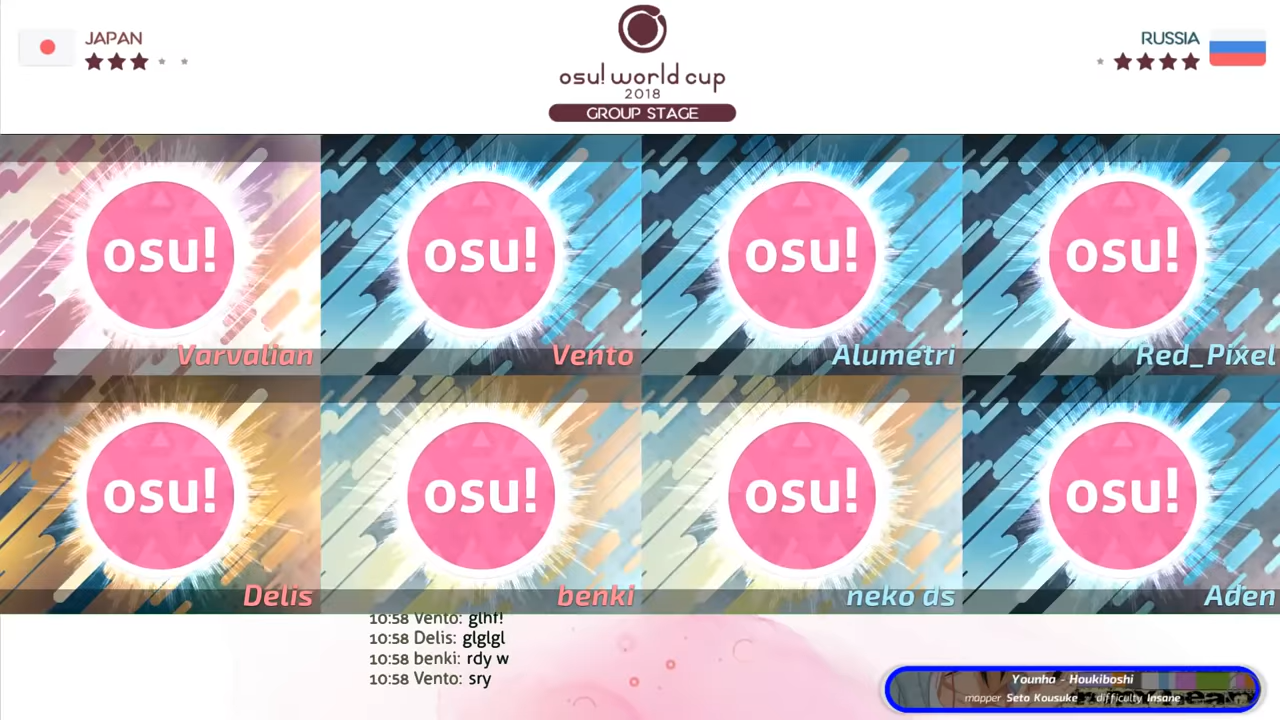 JAPAN
RUSSIA
osu! world cup
2018
GROUP STAGE
osu!
osu!
osu!
osu!
Varvalian
Vento
Alumetri
Red_Pixel
osu!
osu!
osu!
osu!
Delis
benki
neko ds
Aden
10:58 Vento: glhf!
10:58 Delis: glglgl
10:58 benki: rdy w
10:58 Vento: sry
Younha - Houkiboshi
mapper Seto Kousuke difficulty Insane